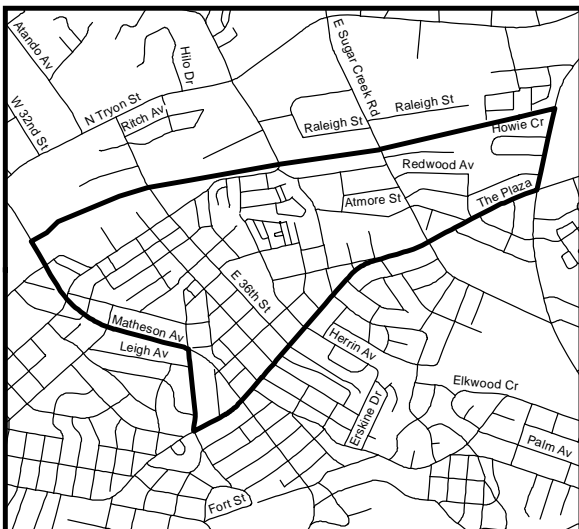 Atando Av
Hilo Dr
E Sugar Creek Rd
W 32nd St
N Tryon St
Ritch Av
Raleigh St
Raleigh St
Howie Cr
Redwood Av
Atmore St
The Plaza
E 36th St
Matheson Av
Leigh Av
Herrin Av
Elkwood Cr
Erskine Dr
Palm Av
Fort St